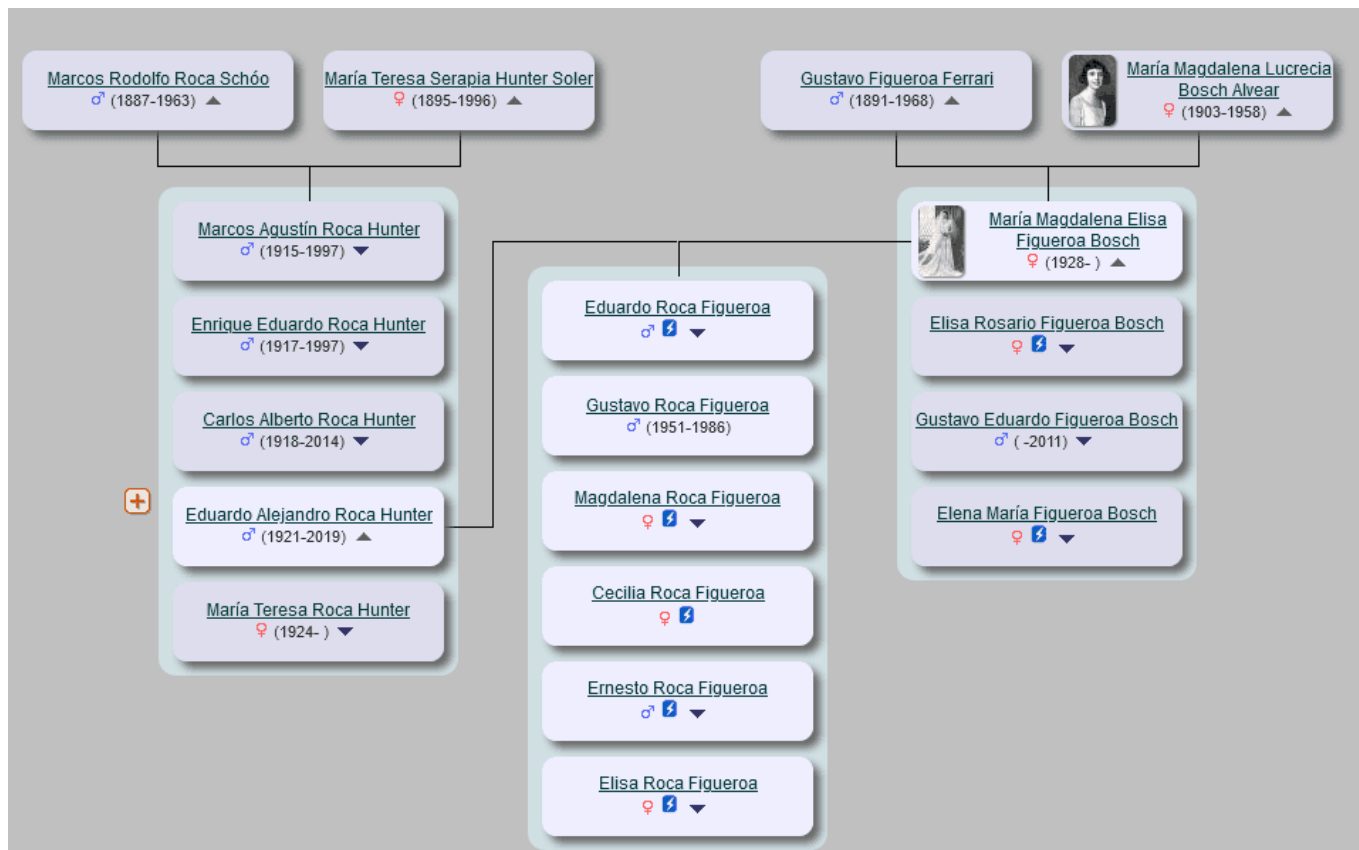 Marcos Rodolfo Roca Schóo
♂ (1887-1963)
María Teresa Serapia Hunter Soler
♀ (1895-1996)
Gustavo Figueroa Ferrari
♂ (1891-1968)
María Magdalena Lucrecia
Bosch Alvear
♀ (1903-1958)
Marcos Agustín Roca Hunter
♂ (1915-1997)
Enrique Eduardo Roca Hunter
♂ (1917-1997)
Carlos Alberto Roca Hunter
♂ (1918-2014)
Eduardo Alejandro Roca Hunter
♂ (1921-2019)
María Teresa Roca Hunter
♀ (1924- )
Eduardo Roca Figueroa
♂
Gustavo Roca Figueroa
♂ (1951-1986)
Magdalena Roca Figueroa
♀
Cecilia Roca Figueroa
♀
Ernesto Roca Figueroa
♂
Elisa Roca Figueroa
♀
María Magdalena Elisa
Figueroa Bosch
♀ (1928- )
Elisa Rosario Figueroa Bosch
♀
Gustavo Eduardo Figueroa Bosch
♂ ( -2011)
Elena María Figueroa Bosch
♀